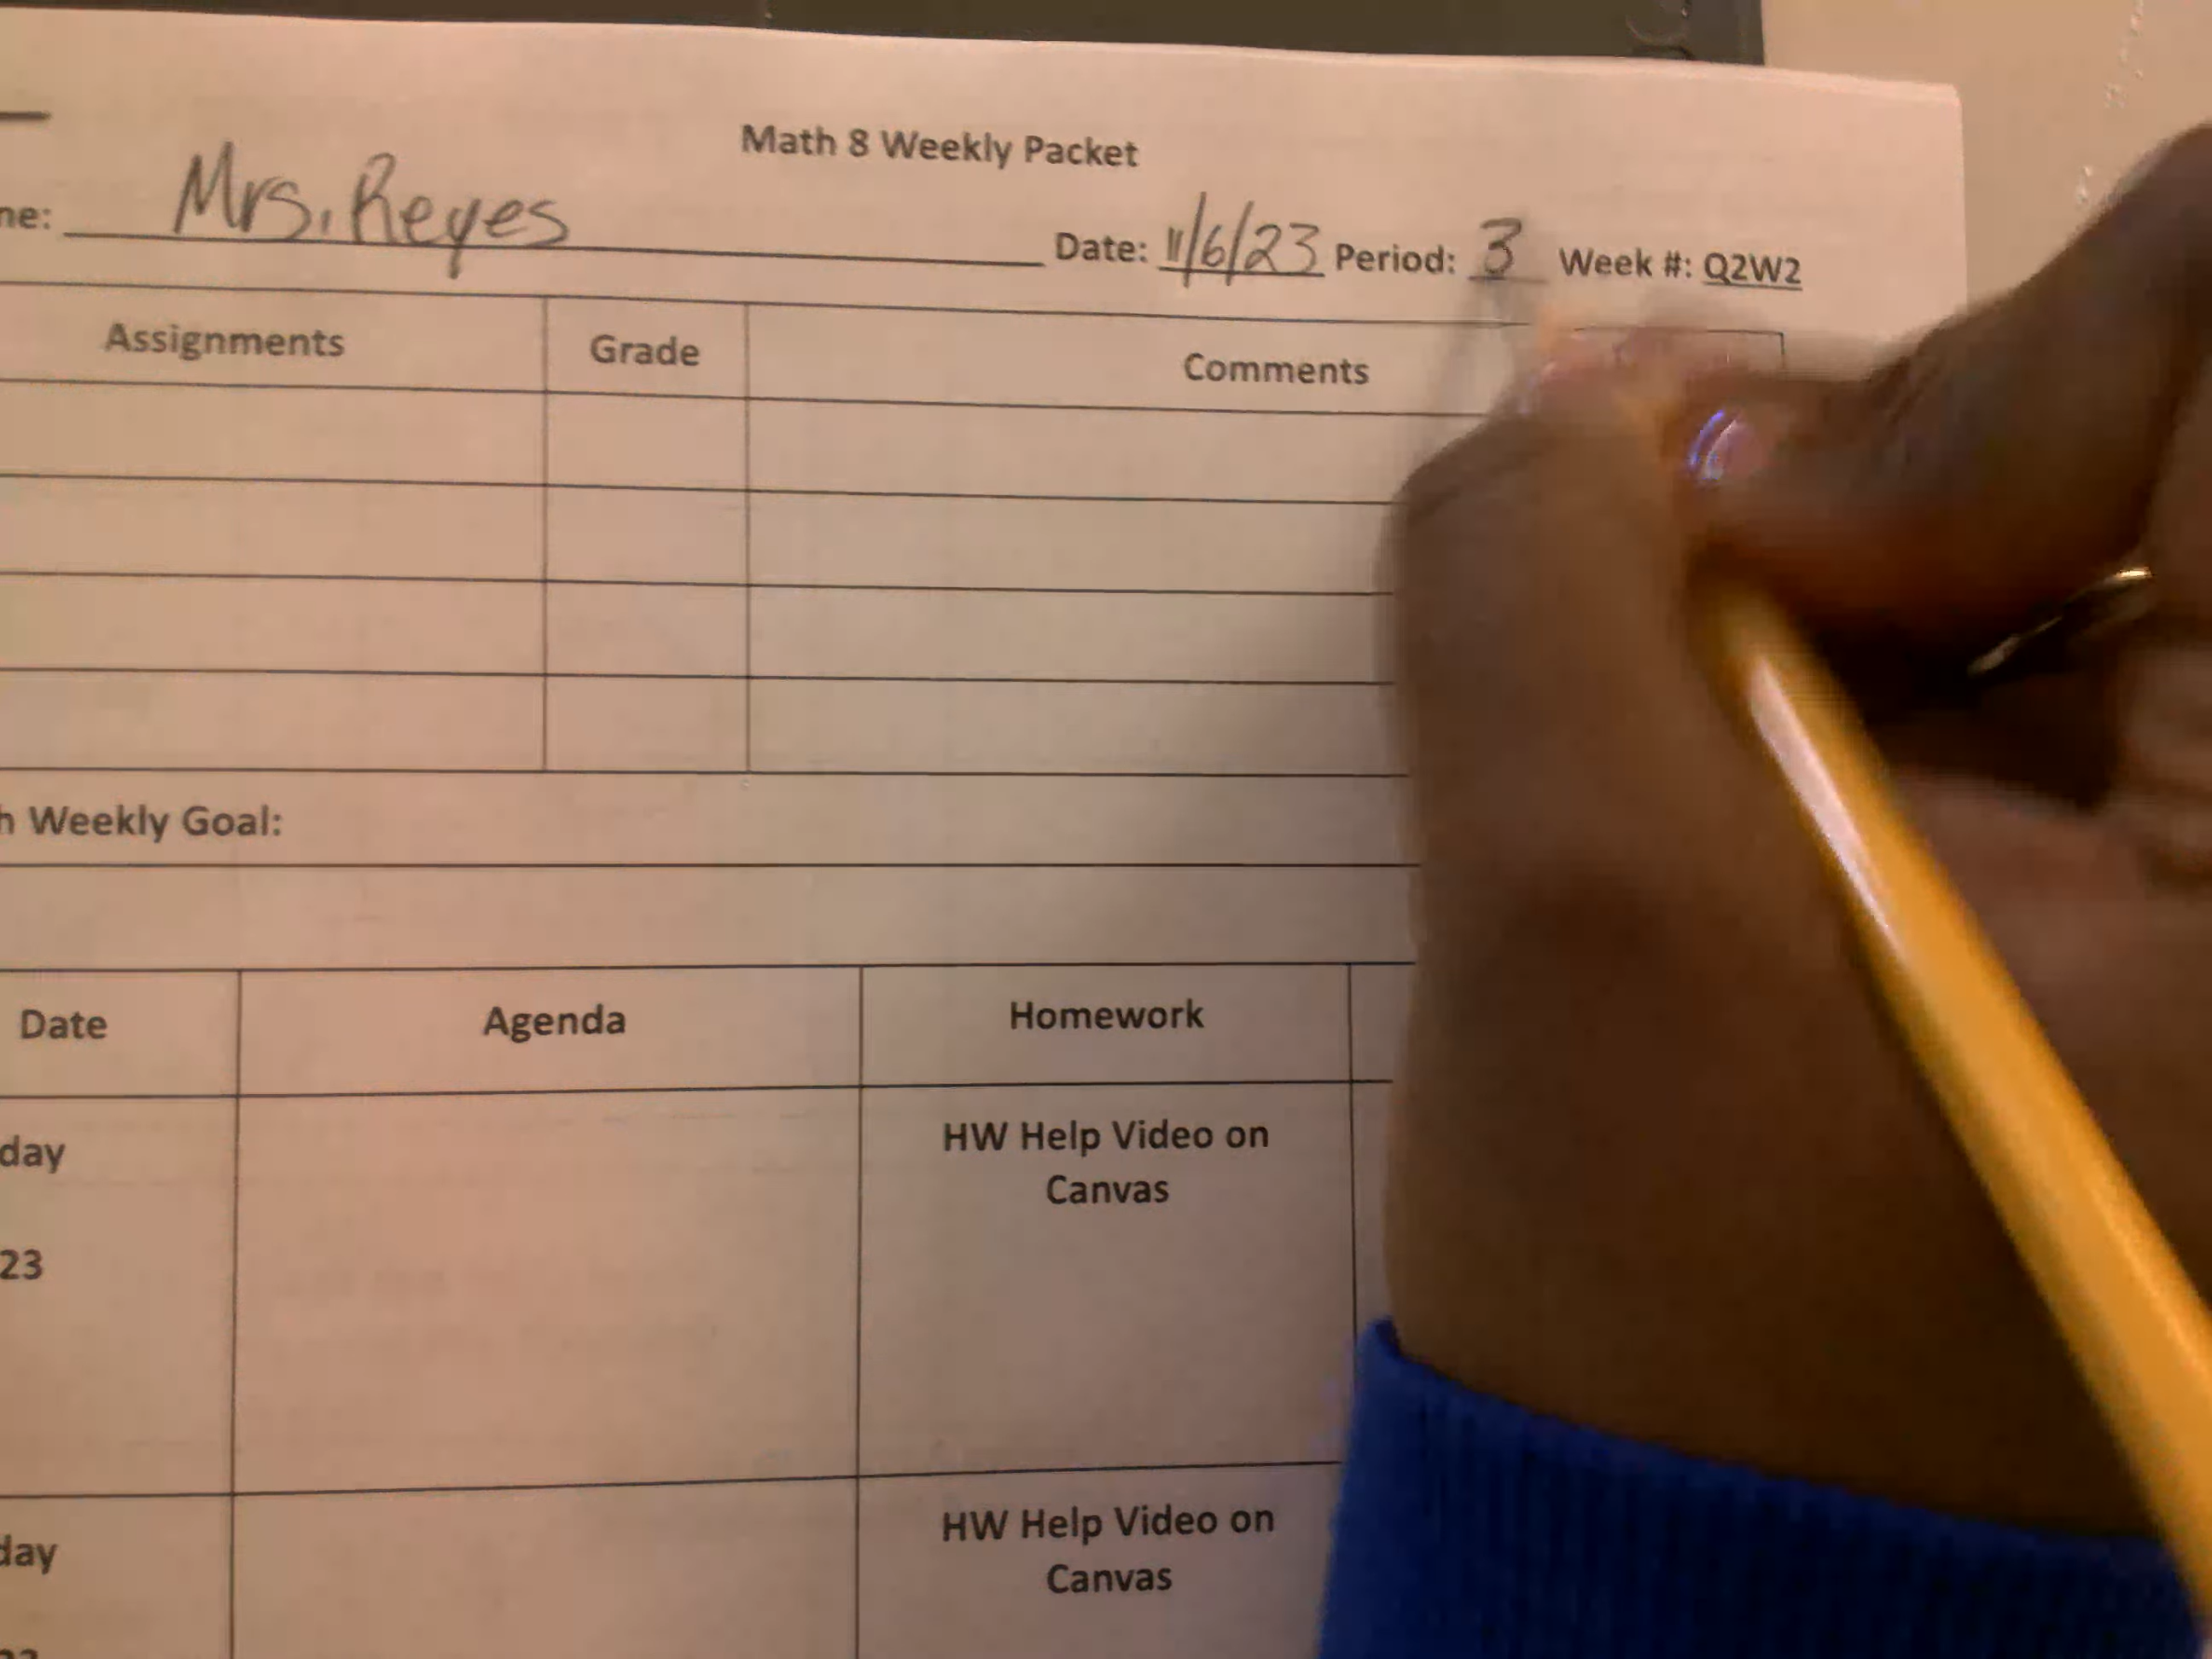 Math 8 Weekly Packet
ne: Mrs. Reyes Date: 11/6/23 Period: 3 Week #: Q2W2
Assignments Grade Comments
h Weekly Goal:
Date Agenda Homework
day HW Help Video on
Canvas
23
day HW Help Video on
Canvas